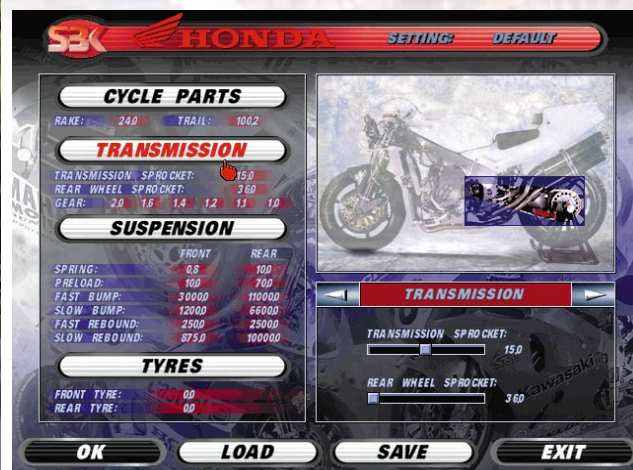 SBK HONDA SETTING: DEFAULT
CYCLE PARTS
RAKE: 24,0 TRAIL: 100,2
TRANSMISSION
TRANSMISSION SPROCKET: 15,0
REAR WHEEL SPROCKET: 36,0
GEAR: 2,0 1,6 1,4 1,2 1,1 1,0
SUSPENSION
FRONT REAR
SPRING: 0,8 10,0
PRELOAD: 10,0 70,0
FAST BUMP: 3000,0 11000,0
SLOW BUMP: 1200,0 6600,0
FAST REBOUND: 250,0 2500,0
SLOW REBOUND: 875,0 10000,0
TYRES
FRONT TYRE: 0,0
REAR TYRE: 0,0
TRANSMISSION
TRANSMISSION SPROCKET:
15,0
REAR WHEEL SPROCKET:
36,0
Kawasaki
OK LOAD SAVE EXIT